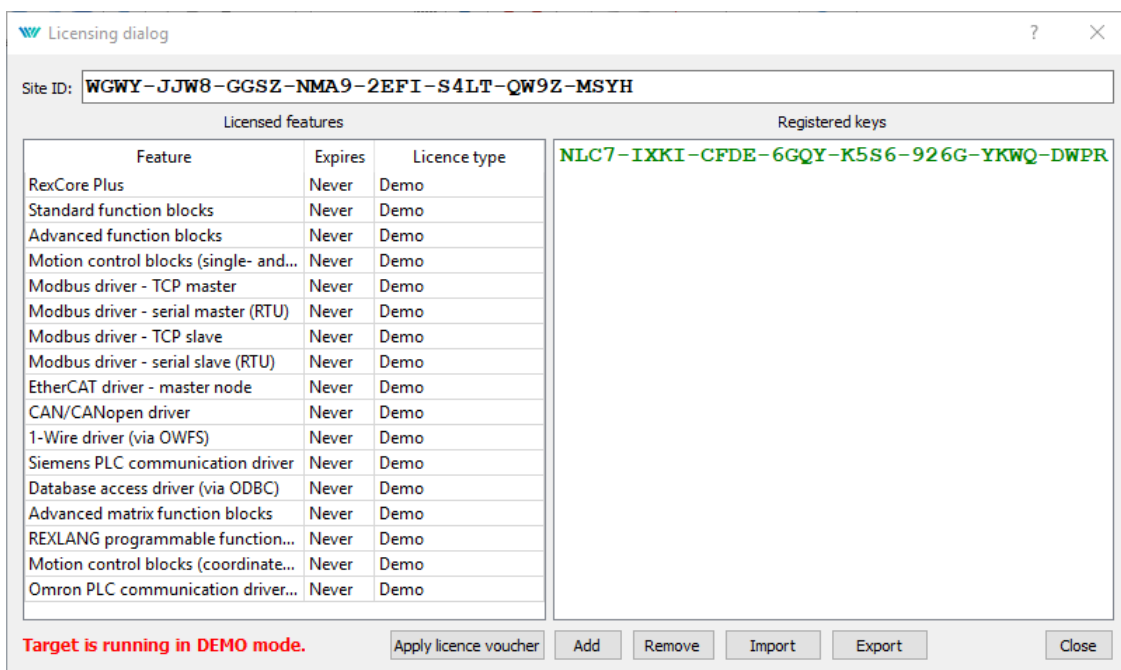 Licensing dialog
?
Site ID: WGWY-JJW8-GGSZ-NMA9-2EFI-S4LT-QW9Z-MSYH
Licensed features
Registered keys
Feature Expires Licence type
NLC7-IXKI-CFDE-6GQY-K5S6-926G-YKWQ-DWPR
RexCore Plus Never Demo
Standard function blocks Never Demo
Advanced function blocks Never Demo
Motion control blocks (single- and... Never Demo
Modbus driver - TCP master Never Demo
Modbus driver - serial master (RTU) Never Demo
Modbus driver - TCP slave Never Demo
Modbus driver - serial slave (RTU) Never Demo
EtherCAT driver - master node Never Demo
CAN/CANopen driver Never Demo
1-Wire driver (via OWFS) Never Demo
Siemens PLC communication driver Never Demo
Database access driver (via ODBC) Never Demo
Advanced matrix function blocks Never Demo
REXLANG programmable function... Never Demo
Motion control blocks (coordinate... Never Demo
Omron PLC communication driver... Never Demo
Target is running in DEMO mode. Apply licence voucher Add Remove Import Export Close